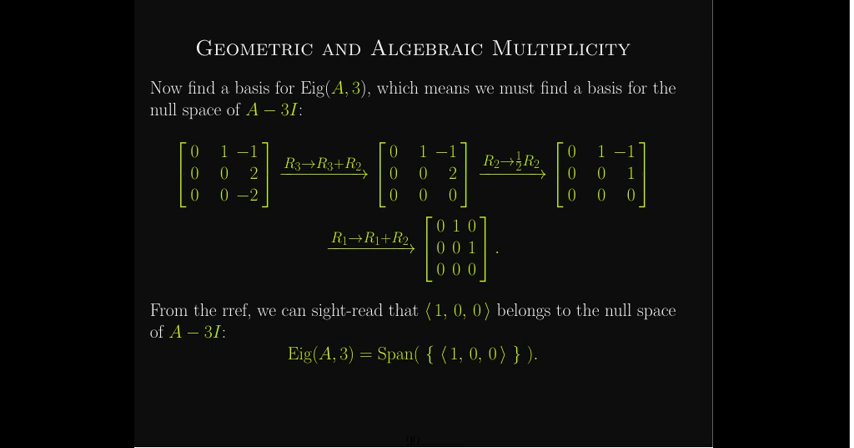 Geometric and Algebraic Multiplicity
Now find a basis for Eig(A, 3), which means we must find a basis for the
null space of A − 3I:
[0 1 −1; 0 0 2; 0 0 −2] R3→R3+R2 [0 1 −1; 0 0 2; 0 0 0] R2→½R2 [0 1 −1; 0 0 1; 0 0 0]
R1→R1+R2 [0 1 0; 0 0 1; 0 0 0].
From the rref, we can sight-read that ⟨1, 0, 0⟩ belongs to the null space
of A − 3I:
Eig(A, 3) = Span( { ⟨1, 0, 0⟩ } ).